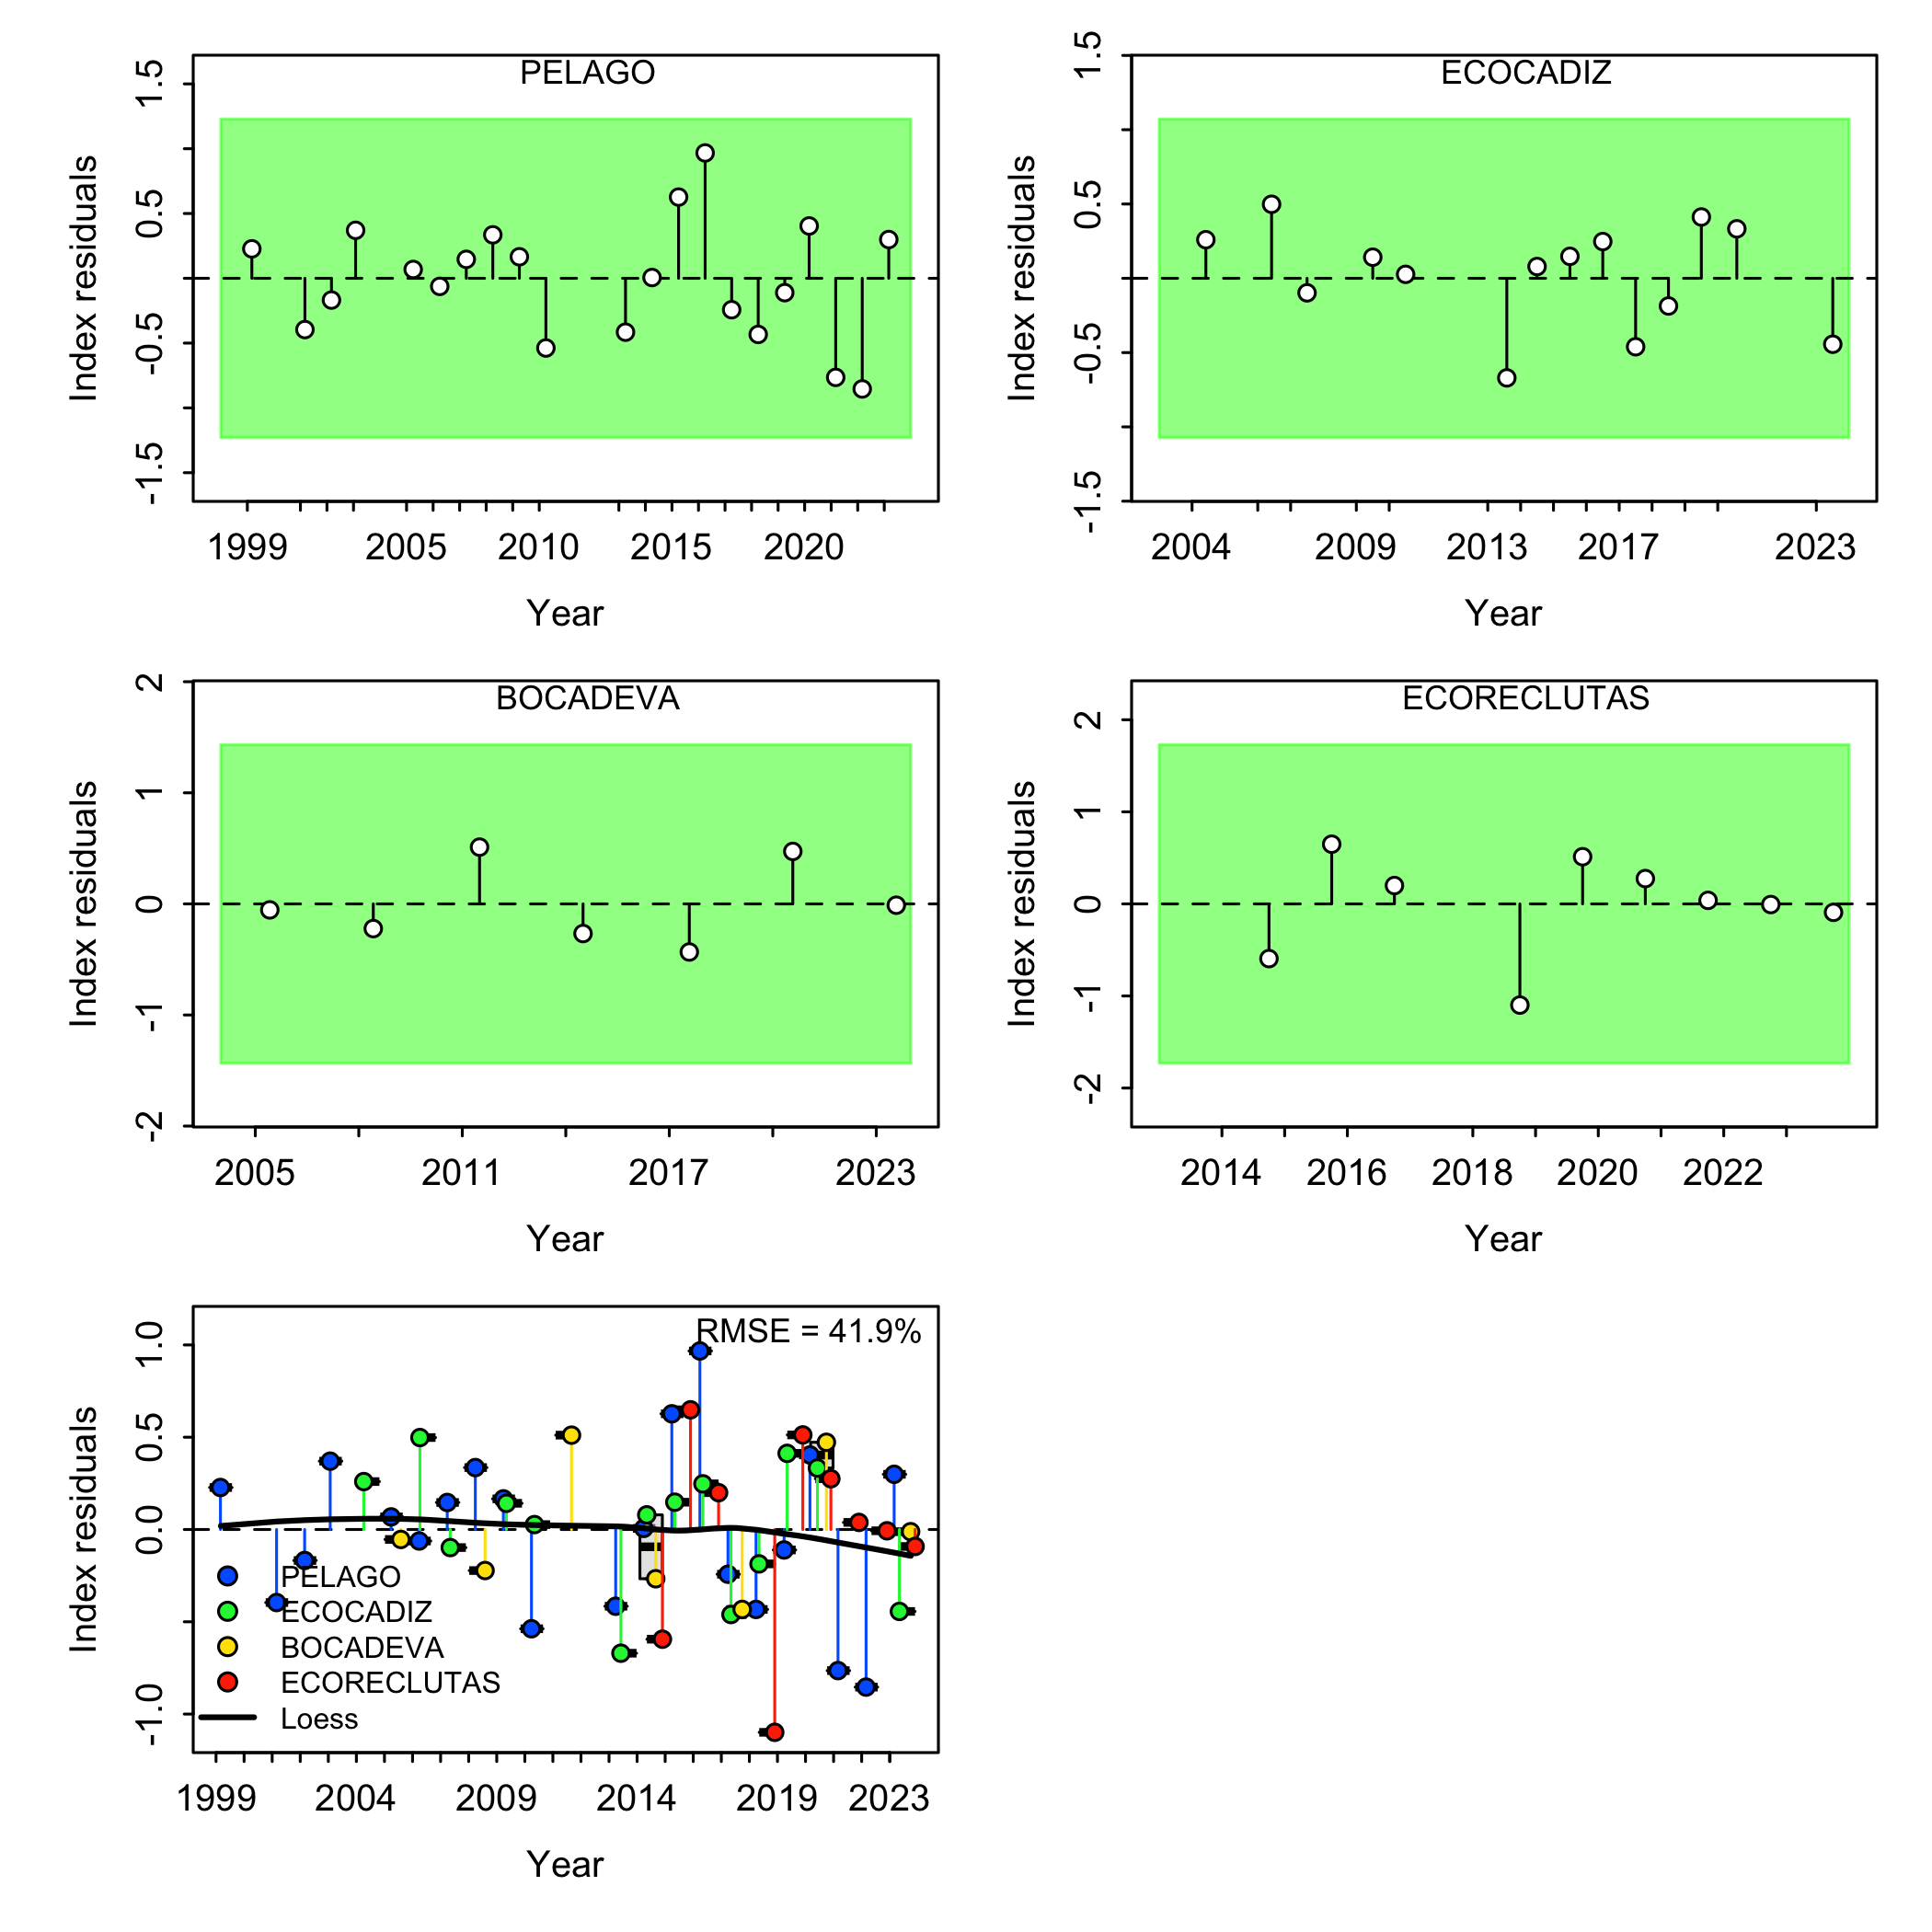 PELAGO
Index residuals
1.5
0.5
-0.5
-1.5
1999 2005 2010 2015 2020
Year
ECOCADIZ
Index residuals
1.5
0.5
-0.5
-1.5
2004 2009 2013 2017 2023
Year
BOCADEVA
Index residuals
2
1
0
-1
-2
2005 2011 2017 2023
Year
ECORECLUTAS
Index residuals
2
1
0
-1
-2
2014 2016 2018 2020 2022
Year
RMSE = 41.9%
Index residuals
1.0
0.5
0.0
-1.0
PELAGO
ECOCADIZ
BOCADEVA
ECORECLUTAS
Loess
1999 2004 2009 2014 2019 2023
Year